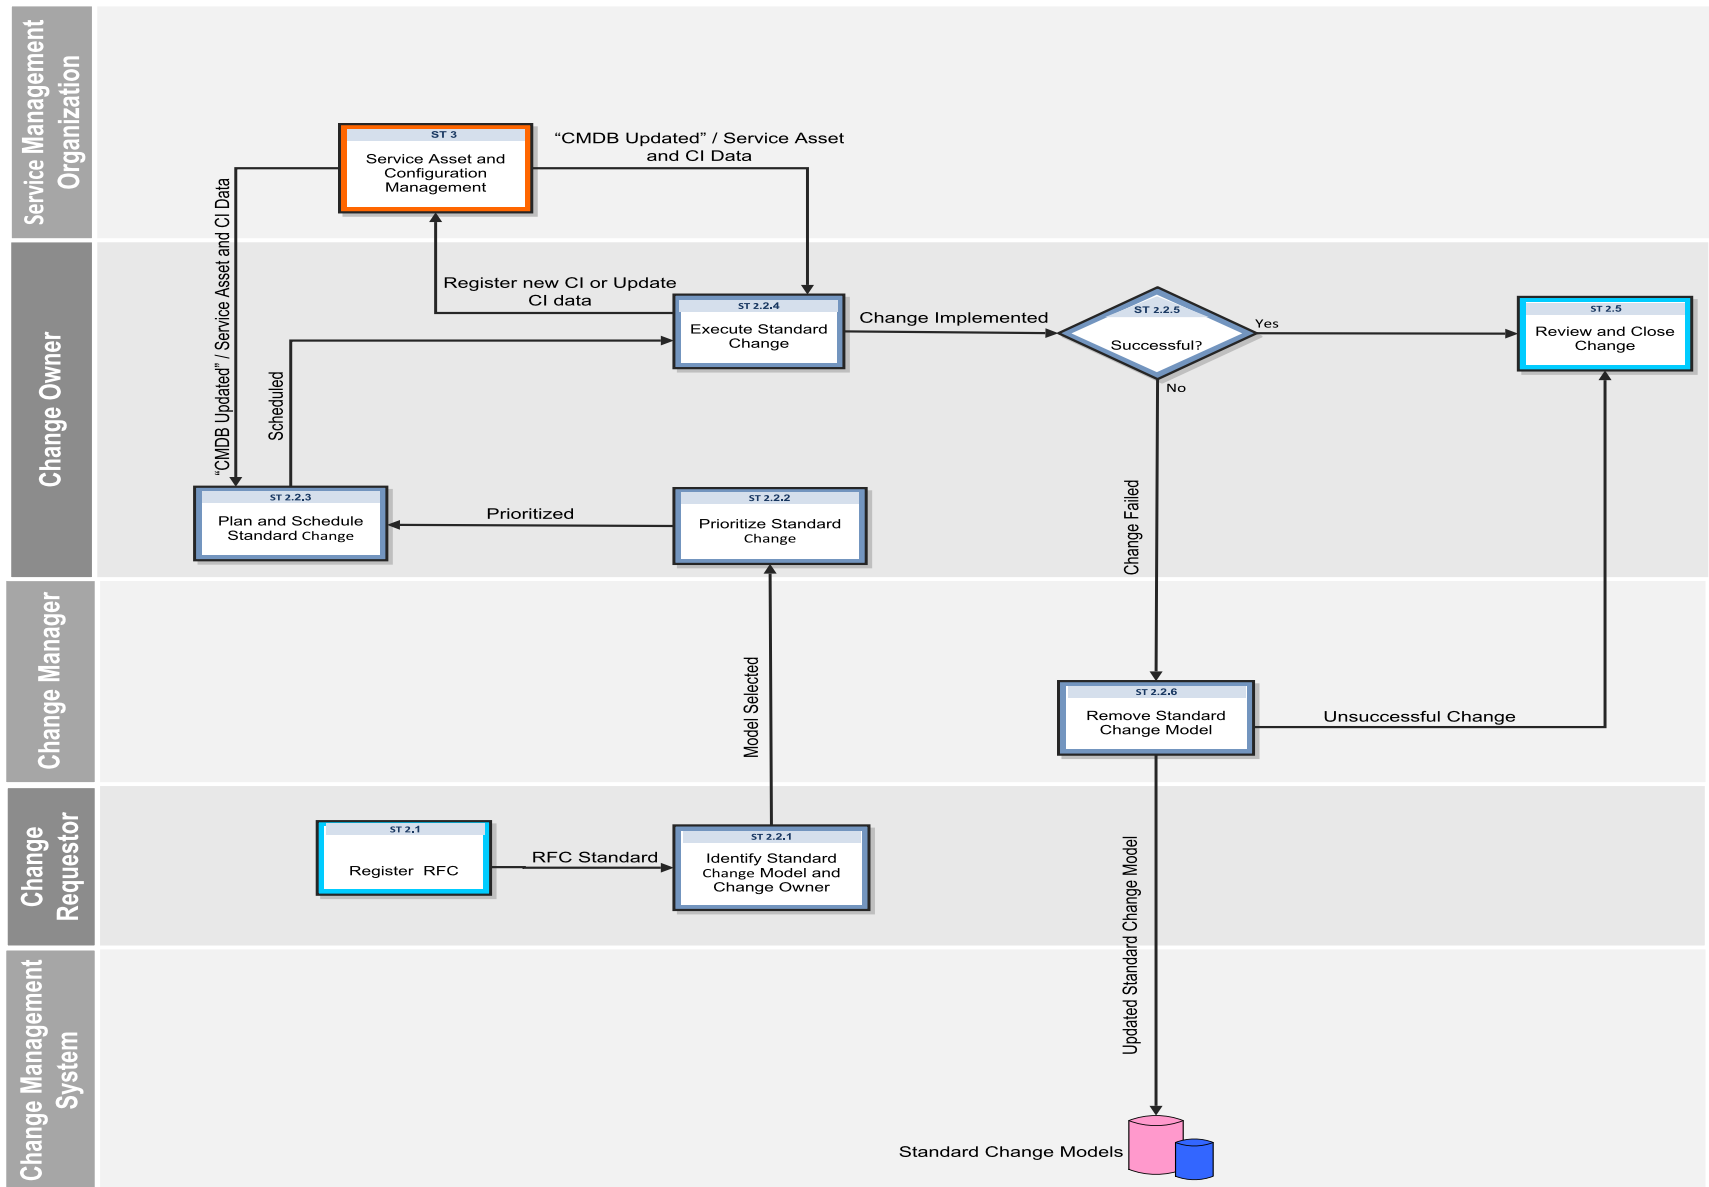 Service Management
Organization
ST 3
Service Asset and
Configuration
Management
“CMDB Updated” / Service Asset
and CI Data
“CMDB Updated” / Service Asset and CI Data
Change Owner
Register new CI or Update
CI data
ST 2.2.4
Execute Standard
Change
Change Implemented
ST 2.2.5
Successful?
Yes
No
ST 2.5
Review and Close
Change
Scheduled
ST 2.2.3
Plan and Schedule
Standard Change
Prioritized
ST 2.2.2
Prioritize Standard
Change
Change Failed
Change Manager
Model Selected
ST 2.2.6
Remove Standard
Change Model
Unsuccessful Change
Change
Requestor
ST 2.1
Register RFC
RFC Standard
ST 2.2.1
Identify Standard
Change Model and
Change Owner
Updated Standard Change Model
Change Management
System
Standard Change Models